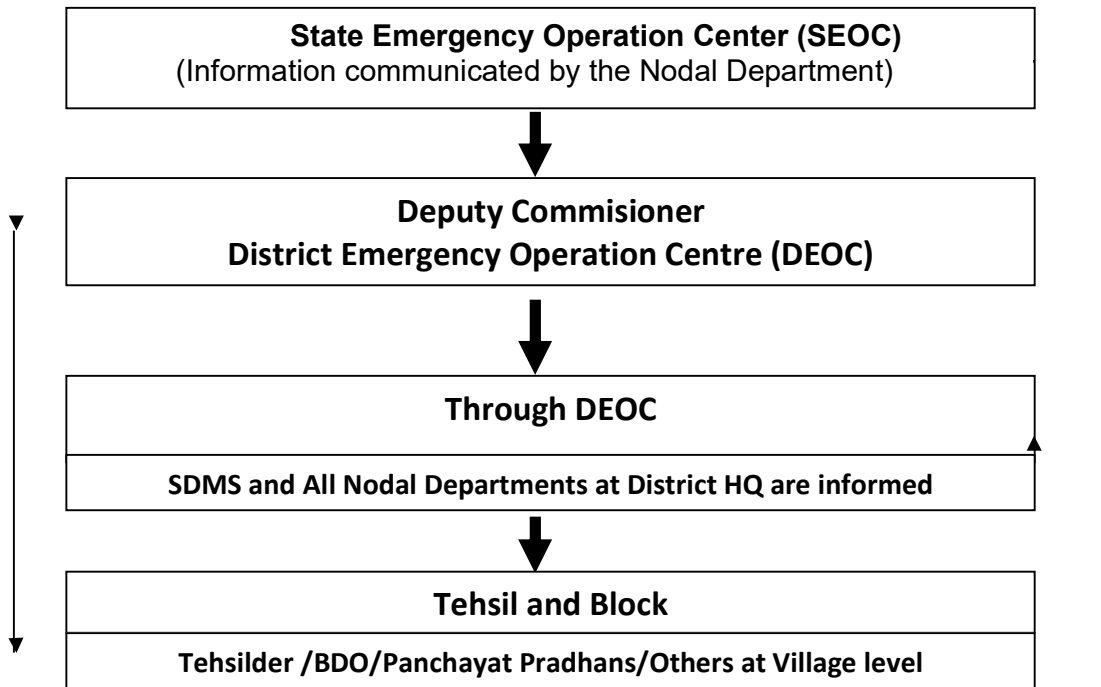 State Emergency Operation Center (SEOC)
(Information communicated by the Nodal Department)
Deputy Commisioner
District Emergency Operation Centre (DEOC)
Through DEOC
SDMS and All Nodal Departments at District HQ are informed
Tehsil and Block
Tehsilder /BDO/Panchayat Pradhans/Others at Village level